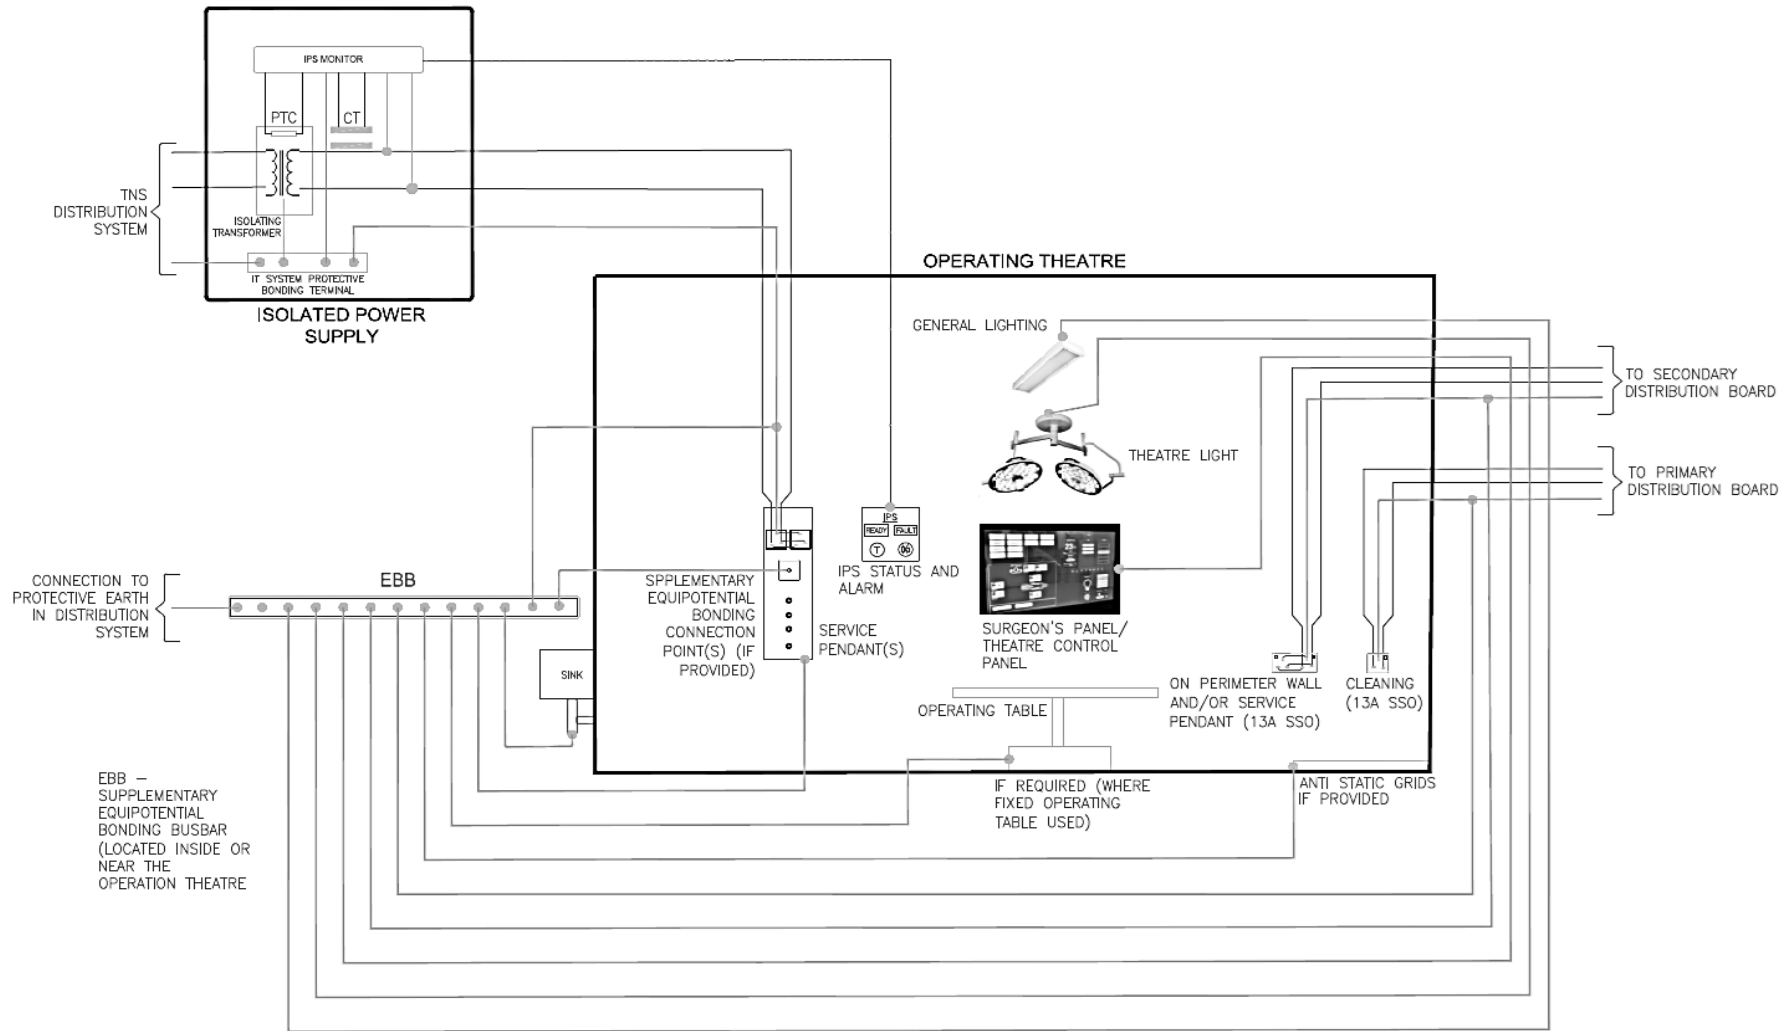 IPS MONITOR
PTC
CT
TNS
DISTRIBUTION
SYSTEM
ISOLATING
TRANSFORMER
IT SYSTEM PROTECTIVE
BONDING TERMINAL
ISOLATED POWER
SUPPLY
OPERATING THEATRE
GENERAL LIGHTING
TO SECONDARY
DISTRIBUTION BOARD
THEATRE LIGHT
TO PRIMARY
DISTRIBUTION BOARD
IPS
READY FAULT
T
IPS STATUS AND
ALARM
CONNECTION TO
PROTECTIVE EARTH
IN DISTRIBUTION
SYSTEM
EBB
SPPLEMENTARY
EQUIPOTENTIAL
BONDING
CONNECTION
POINT(S) (IF
PROVIDED)
SERVICE
PENDANT(S)
SURGEON'S PANEL/
THEATRE CONTROL
PANEL
SINK
ON PERIMETER WALL
AND/OR SERVICE
PENDANT (13A SSO)
CLEANING
(13A SSO)
OPERATING TABLE
IF REQUIRED (WHERE
FIXED OPERATING
TABLE USED)
ANTI STATIC GRIDS
IF PROVIDED
EBB –
SUPPLEMENTARY
EQUIPOTENTIAL
BONDING BUSBAR
(LOCATED INSIDE OR
NEAR THE
OPERATION THEATRE